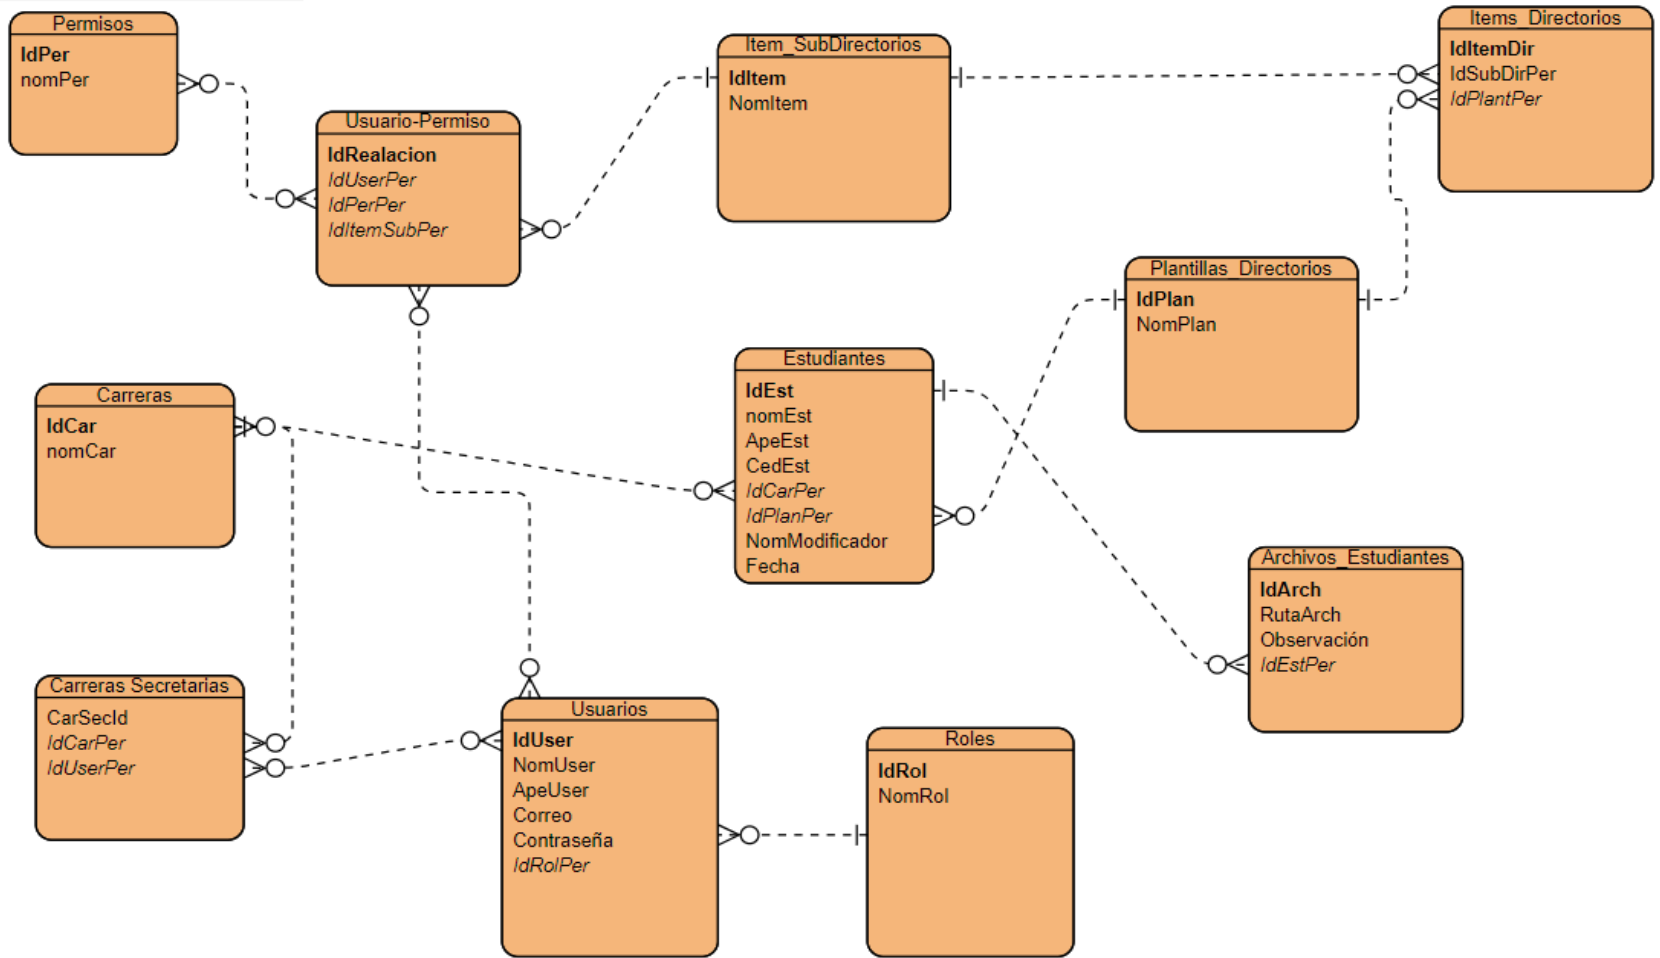 Permisos
IdPer
nomPer
Usuario-Permiso
IdRealacion
IdUserPer
IdPerPer
IdItemSubPer
Item_SubDirectorios
IdItem
NomItem
Items_Directorios
IdItemDir
IdSubDirPer
IdPlantPer
Plantillas_Directorios
IdPlan
NomPlan
Carreras
IdCar
nomCar
Estudiantes
IdEst
nomEst
ApeEst
CedEst
IdCarPer
IdPlanPer
NomModificador
Fecha
Archivos_Estudiantes
IdArch
RutaArch
Observación
IdEstPer
Carreras Secretarias
CarSecId
IdCarPer
IdUserPer
Usuarios
IdUser
NomUser
ApeUser
Correo
Contraseña
IdRolPer
Roles
IdRol
NomRol